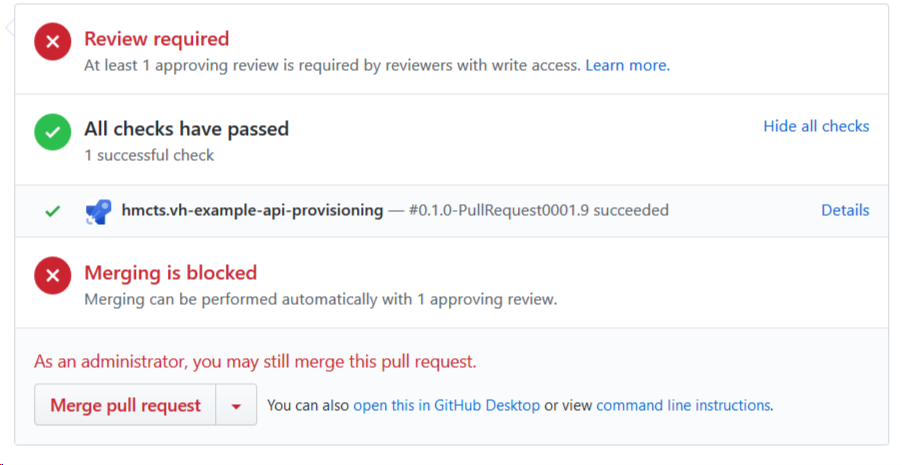 Review required
At least 1 approving review is required by reviewers with write access. Learn more.
All checks have passed
Hide all checks
1 successful check
hmcts.vh-example-api-provisioning — #0.1.0-PullRequest0001.9 succeeded
Details
Merging is blocked
Merging can be performed automatically with 1 approving review.
As an administrator, you may still merge this pull request.
Merge pull request
You can also open this in GitHub Desktop or view command line instructions.